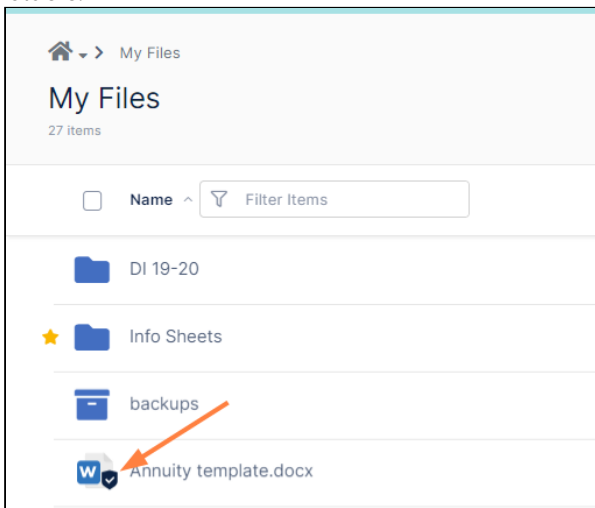 My Files
My Files
27 items
Name
Filter Items
DI 19-20
Info Sheets
backups
W
Annuity template.docx